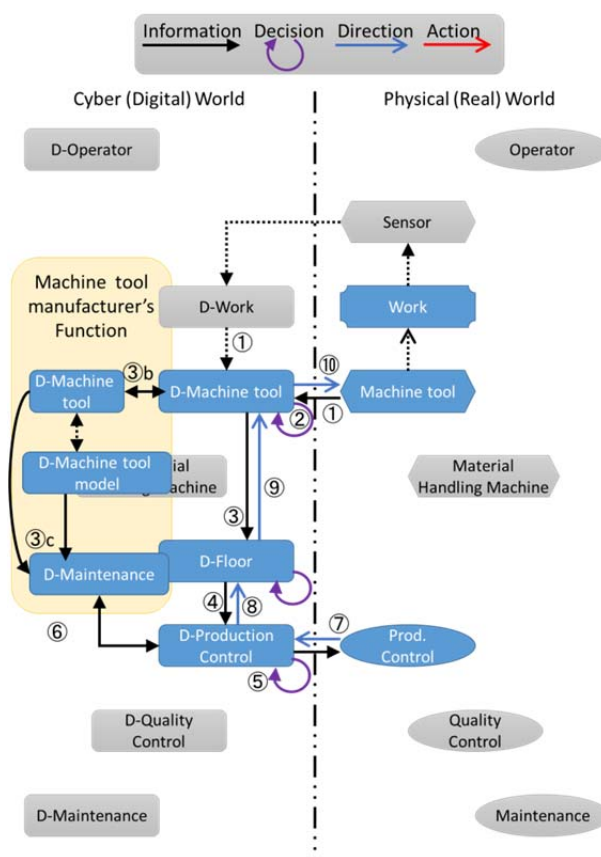 Information Decision Direction Action
Cyber (Digital) World
Physical (Real) World
D-Operator
Operator
Sensor
Machine tool
manufacturer's
Function
D-Work
Work
①
③b
⑩
D-Machine
tool
D-Machine tool
Machine tool
②
①
D-Machine tool
model
Material
Handling Machine
⑨
③
③c
D-Floor
D-Maintenance
④
⑧
⑥
⑦
D-Production
Control
Prod.
Control
⑤
D-Quality
Control
Quality
Control
D-Maintenance
Maintenance